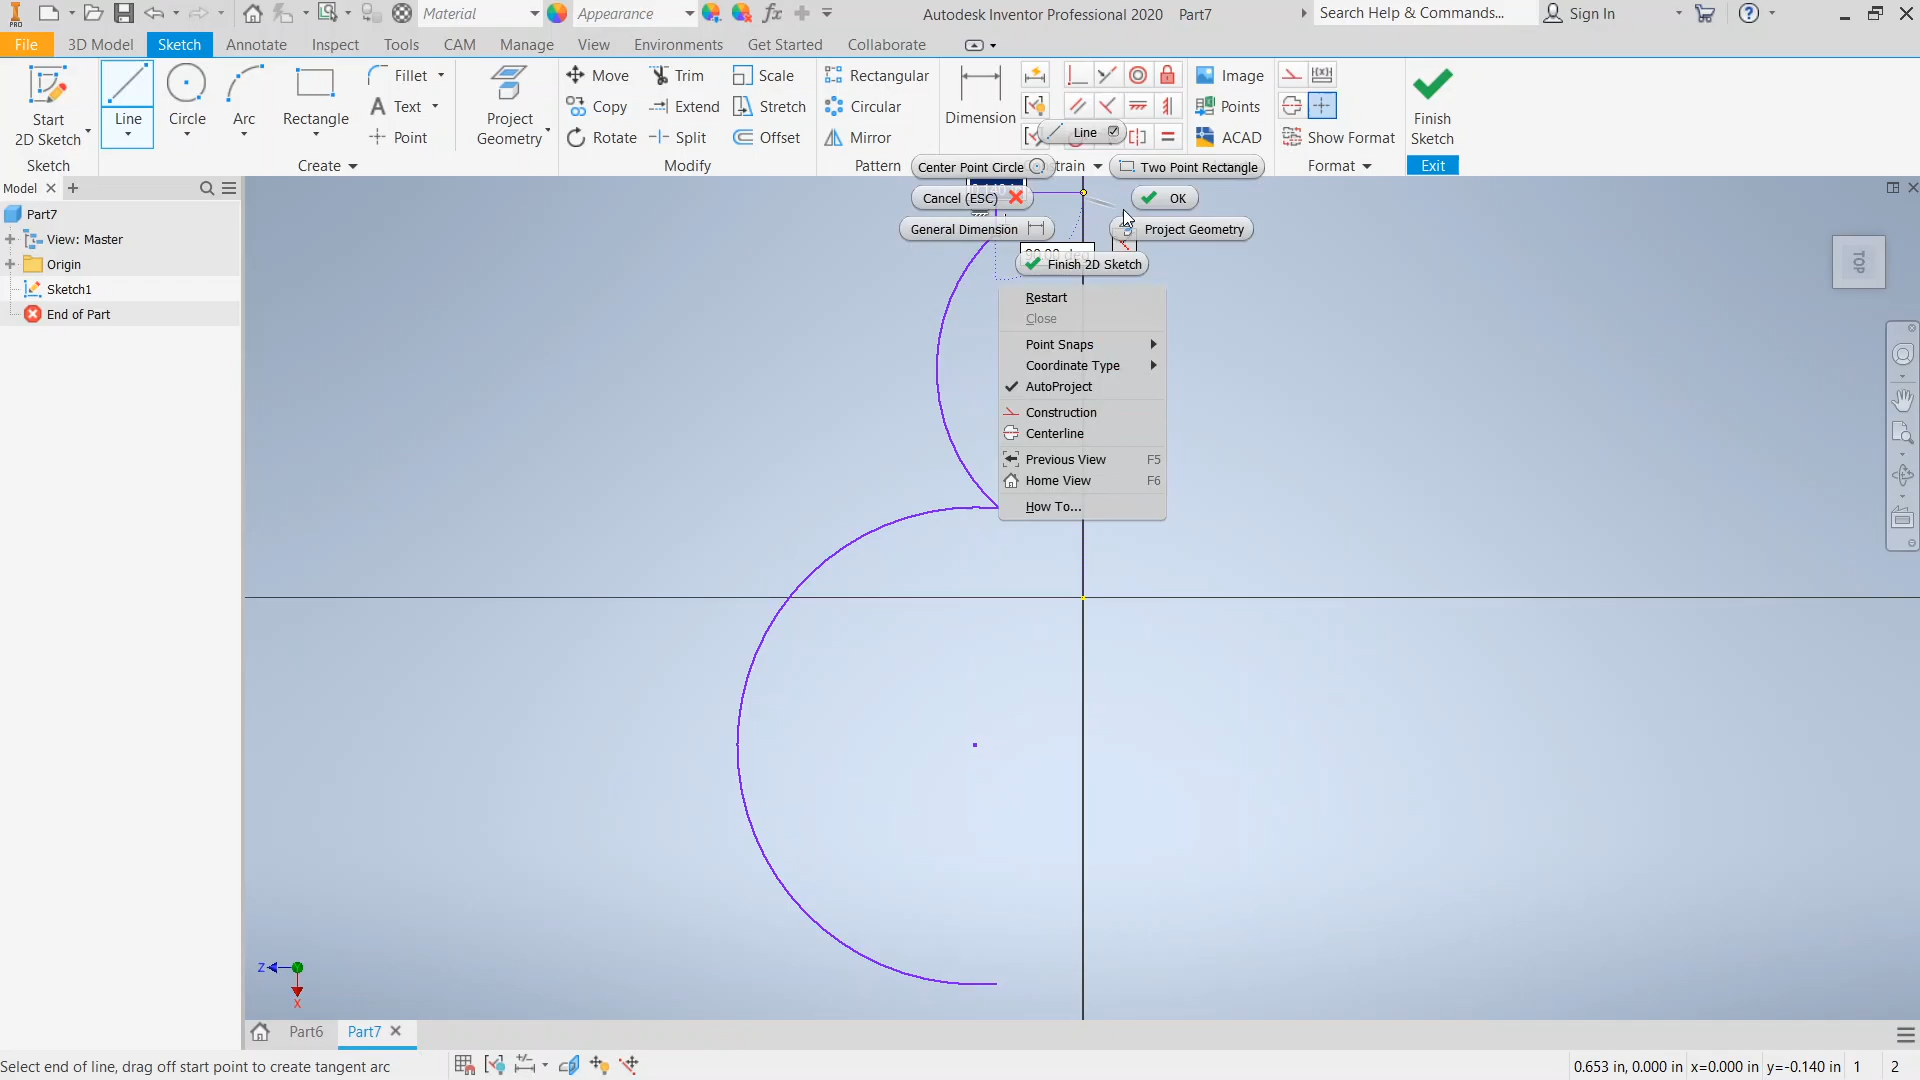 PRO
Material
Appearance
Autodesk Inventor Professional 2020 Part7
Search Help & Commands...
Sign In
File 3D Model Sketch Annotate Inspect Tools CAM Manage View Environments Get Started Collaborate
Start
2D Sketch
Line
Circle
Arc
Rectangle
Fillet
Text
Point
Project
Geometry
Move
Copy
Rotate
Trim
Extend
Split
Scale
Stretch
Offset
Rectangular
Circular
Mirror
Dimension
Image
Points
ACAD
Show Format
Finish
Sketch
Sketch
Create
Modify
Pattern
train
Format
Exit
Line
Center Point Circle
Two Point Rectangle
Cancel (ESC)
OK
General Dimension
Project Geometry
90.00 deg
Finish 2D Sketch
Restart
Close
Point Snaps
Coordinate Type
AutoProject
Construction
Centerline
Previous View F5
Home View F6
How To...
Model
Part7
View: Master
Origin
Sketch1
End of Part
TOP
Z
X
Part6
Part7
Select end of line, drag off start point to create tangent arc
0.653 in, 0.000 in x=0.000 in y=-0.140 in 1 2